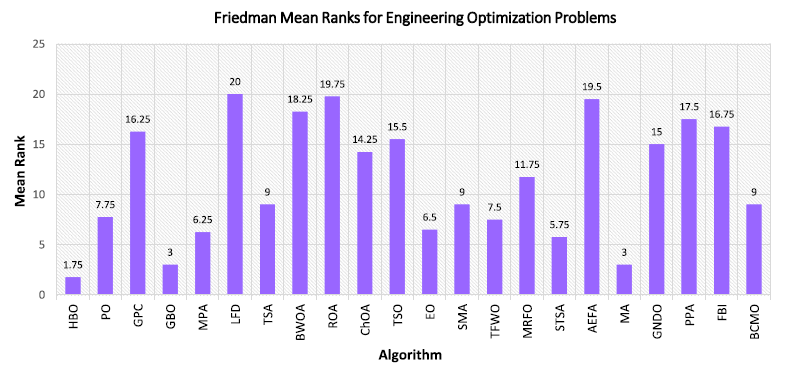 Friedman Mean Ranks for Engineering Optimization Problems
Mean Rank
25
20
15
10
5
0
1.75
7.75
16.25
3
6.25
20
9
18.25
19.75
14.25
15.5
6.5
9
7.5
11.75
5.75
19.5
3
15
17.5
16.75
9
HBO
PO
GPC
GBO
MPA
LFD
TSA
BWOA
ROA
ChOA
TSO
EO
SMA
TFWO
MRFO
STSA
AEFA
MA
GNDO
PPA
FBI
BCMO
Algorithm